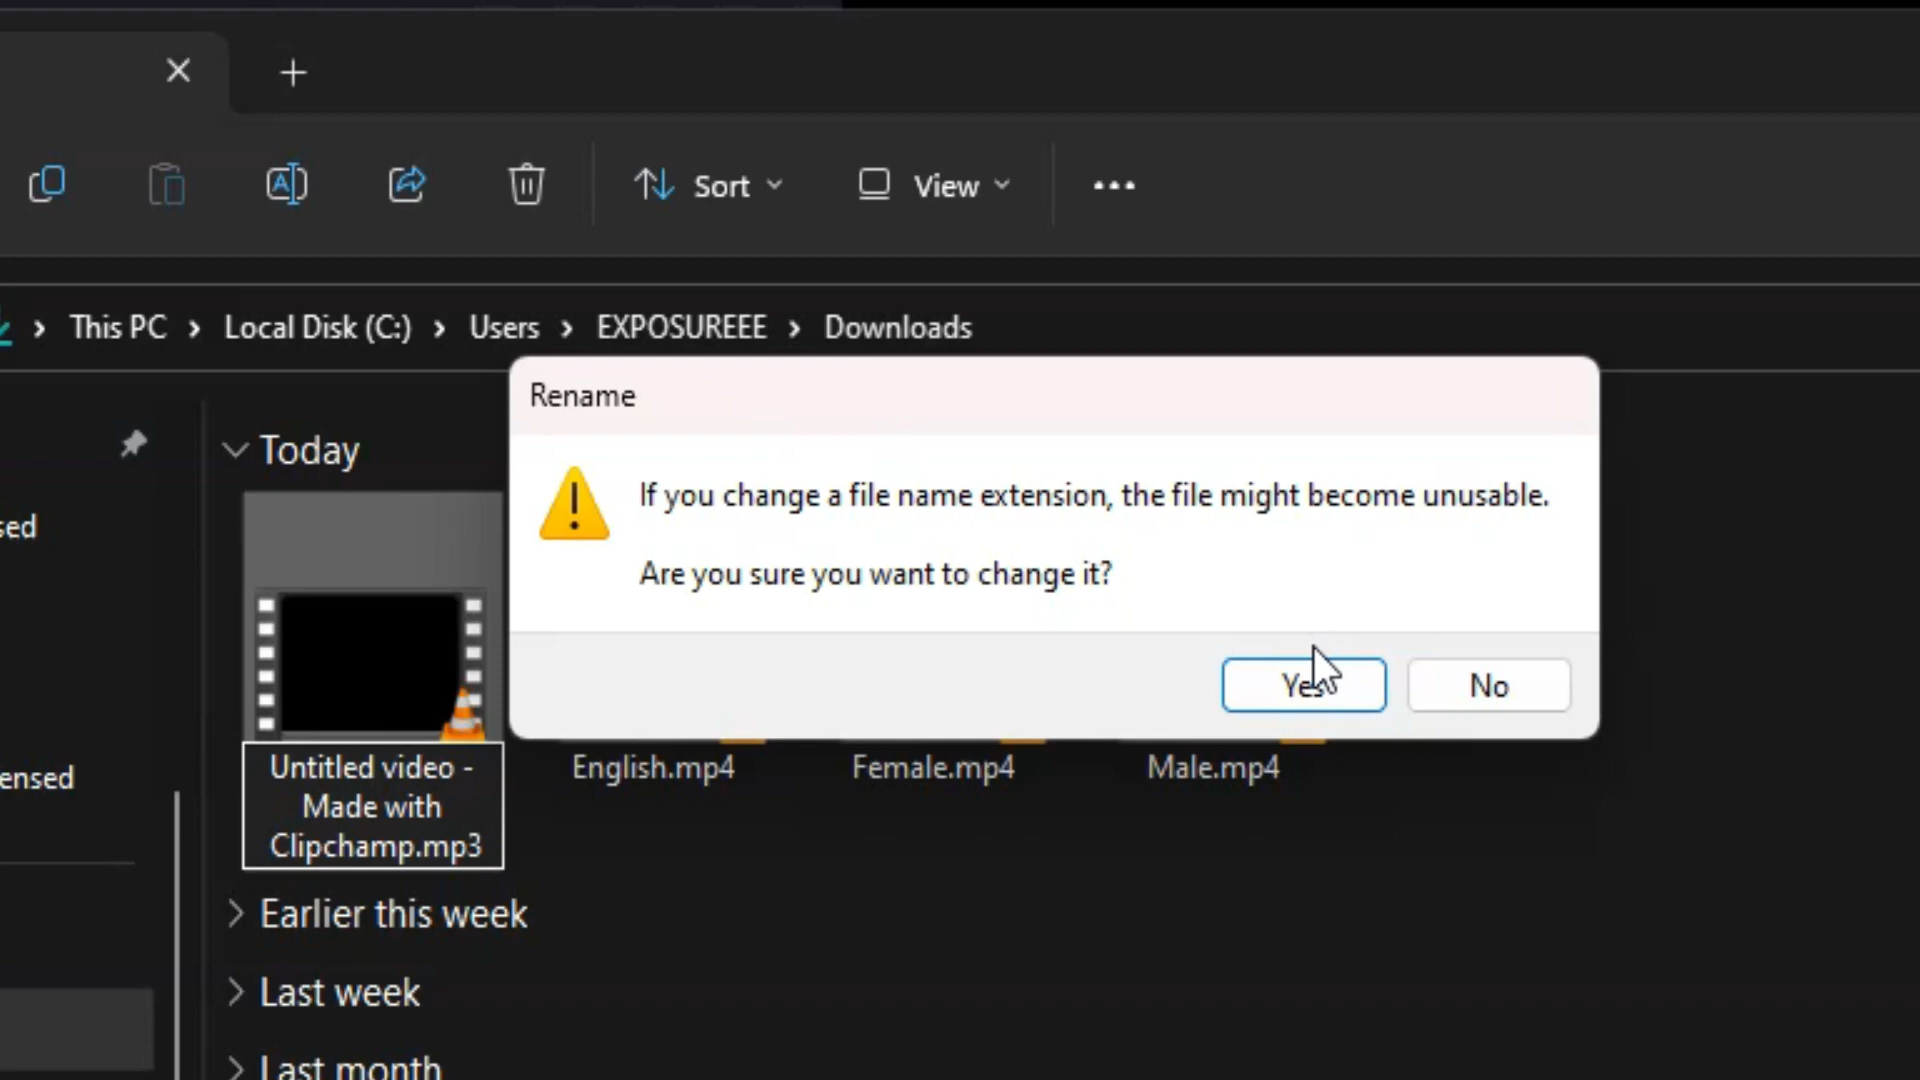 Sort
View
This PC
Local Disk (C:)
Users
EXPOSUREEE
Downloads
Rename
If you change a file name extension, the file might become unusable.
Are you sure you want to change it?
Yes
No
Today
sed
ensed
Untitled video -
Made with
Clipchamp.mp3
English.mp4
Female.mp4
Male.mp4
Earlier this week
Last week
Last month